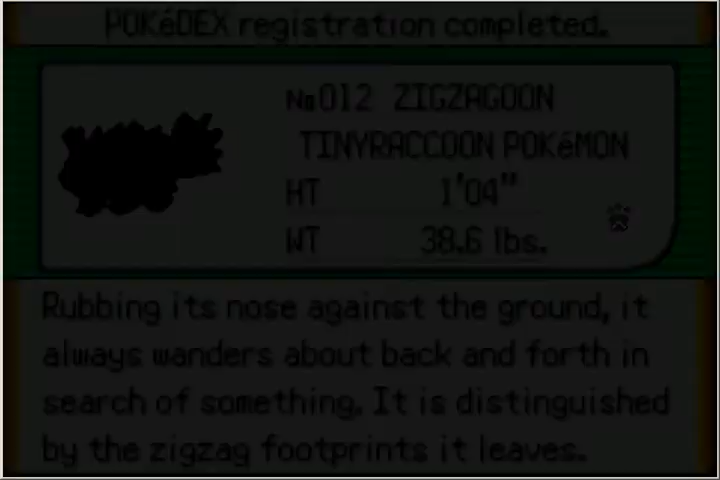 POKéDEX registration completed.
№012 ZIGZAGOON
TINYRACCOON POKéMON
HT 1'04"
WT 38.6 lbs.
Rubbing its nose against the ground, it
always wanders about back and forth in
search of something. It is distinguished
by the zigzag footprints it leaves.